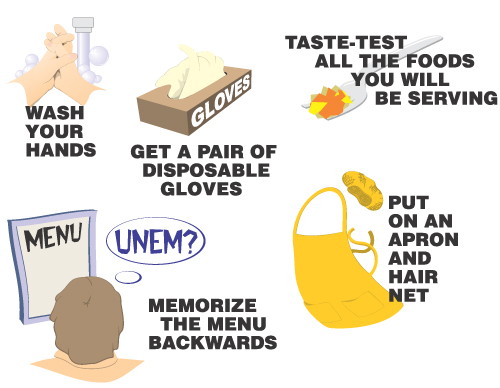 WASH
YOUR
HANDS
GLOVES
GET A PAIR OF
DISPOSABLE
GLOVES
TASTE-TEST
ALL THE FOODS
YOU WILL
BE SERVING
MENU
UNEM?
MEMORIZE
THE MENU
BACKWARDS
PUT
ON AN
APRON
AND
HAIR
NET